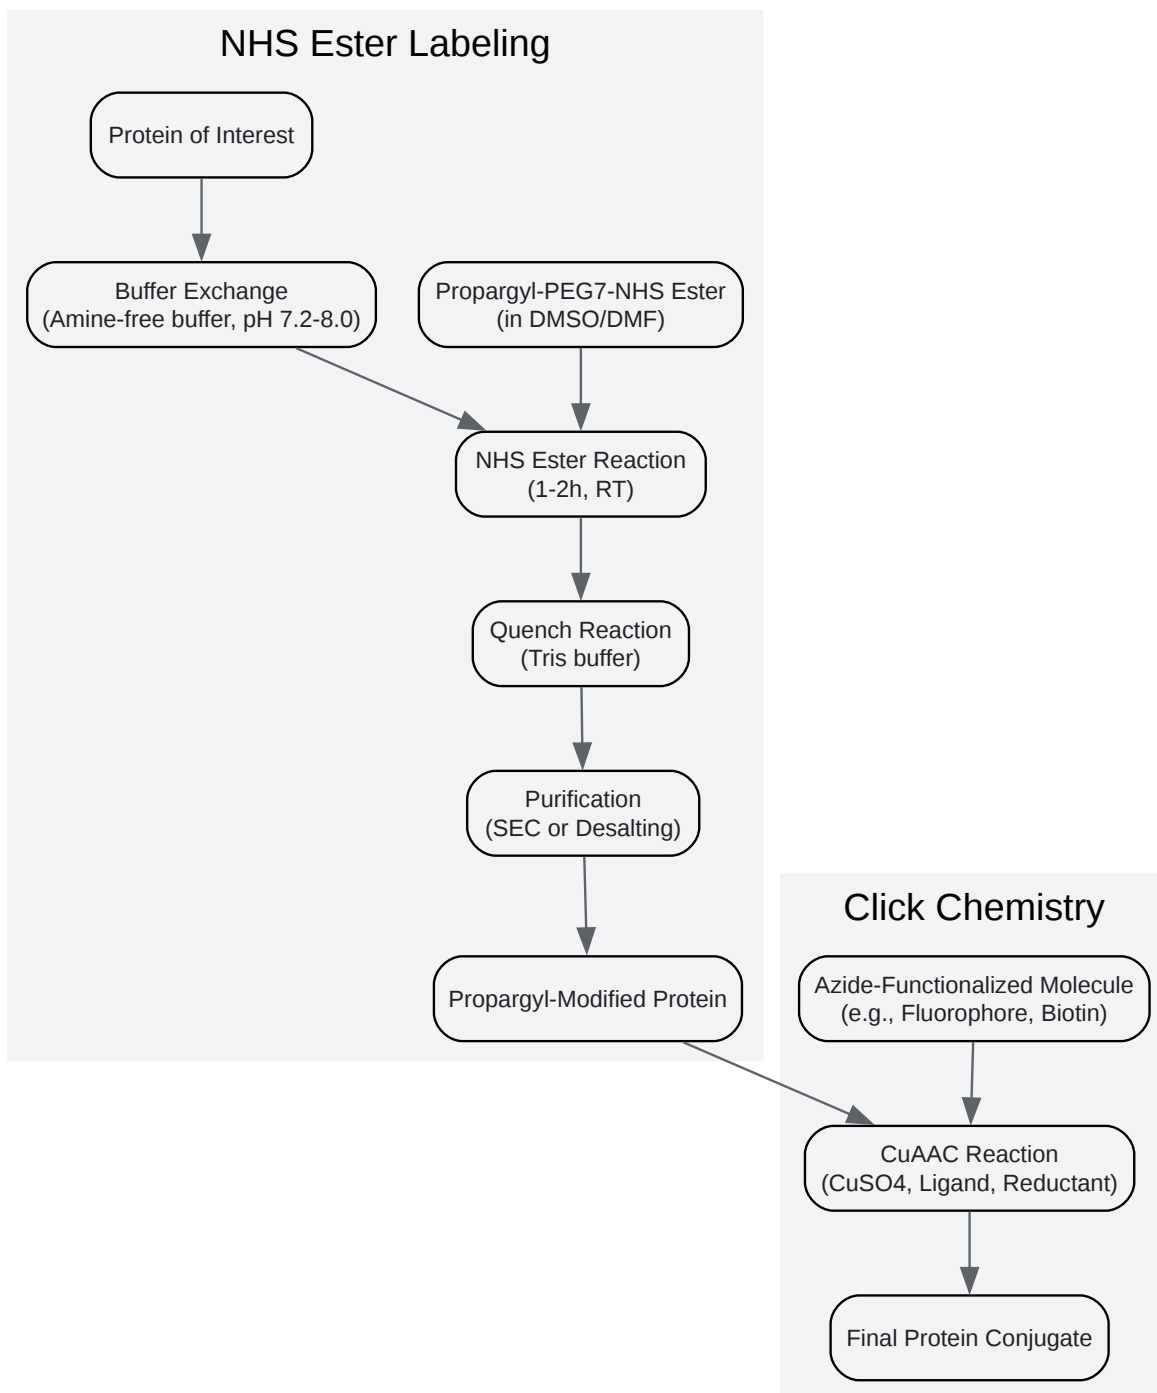 NHS Ester Labeling
Protein of Interest
Buffer Exchange
(Amine-free buffer, pH 7.2-8.0)
Propargyl-PEG7-NHS Ester
(in DMSO/DMF)
NHS Ester Reaction
(1-2h, RT)
Quench Reaction
(Tris buffer)
Purification
(SEC or Desalting)
Propargyl-Modified Protein
Click Chemistry
Azide-Functionalized Molecule
(e.g., Fluorophore, Biotin)
CuAAC Reaction
(CuSO4, Ligand, Reductant)
Final Protein Conjugate